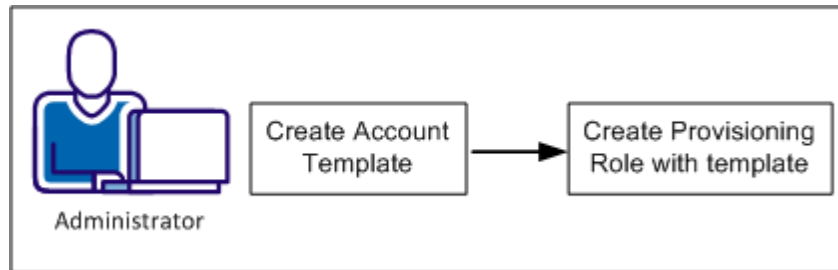 Administrator
Create Account
Template
Create Provisioning
Role with template